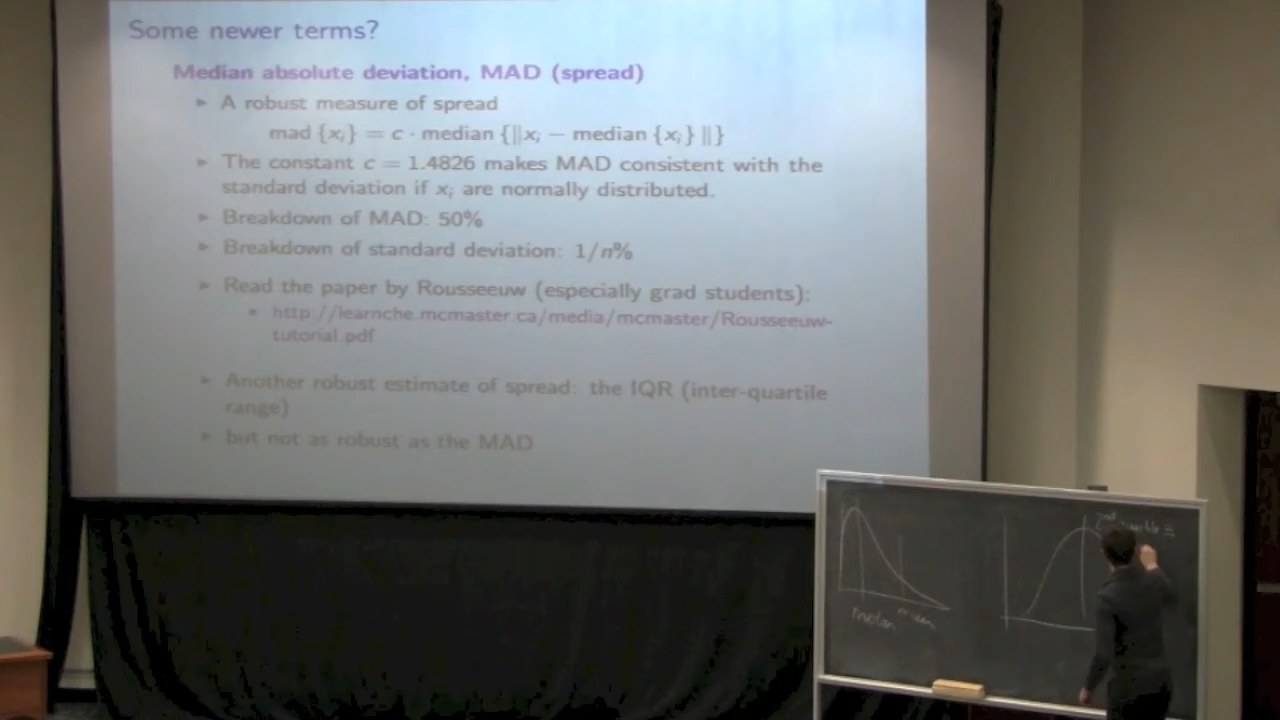 Some newer terms?
Median absolute deviation, MAD (spread)
► A robust measure of spread
mad {xᵢ} = c · median {‖xᵢ − median {xᵢ} ‖}
► The constant c = 1.4826 makes MAD consistent with the
standard deviation if xᵢ are normally distributed.
► Breakdown of MAD: 50%
► Breakdown of standard deviation: 1/n%
► Read the paper by Rousseeuw (especially grad students):
► http://learnche.mcmaster.ca/media/mcmaster/Rousseeuw-
tutorial.pdf
► Another robust estimate of spread: the IQR (inter-quartile
range)
► but not as robust as the MAD
median mean
2nd